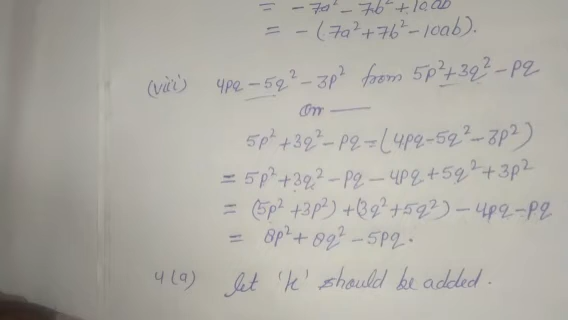 = -7a² - 7b² + 10ab
= -(7a² + 7b² - 10ab).
(viii) 4pq - 5q² - 3p² from 5p² + 3q² - pq
5p² + 3q² - pq - (4pq - 5q² - 3p²)
= 5p² + 3q² - pq - 4pq + 5q² + 3p²
= (5p² + 3p²) + (3q² + 5q²) - 4pq - pq
= 8p² + 8q² - 5pq.
4(a) let 'k' should be added.